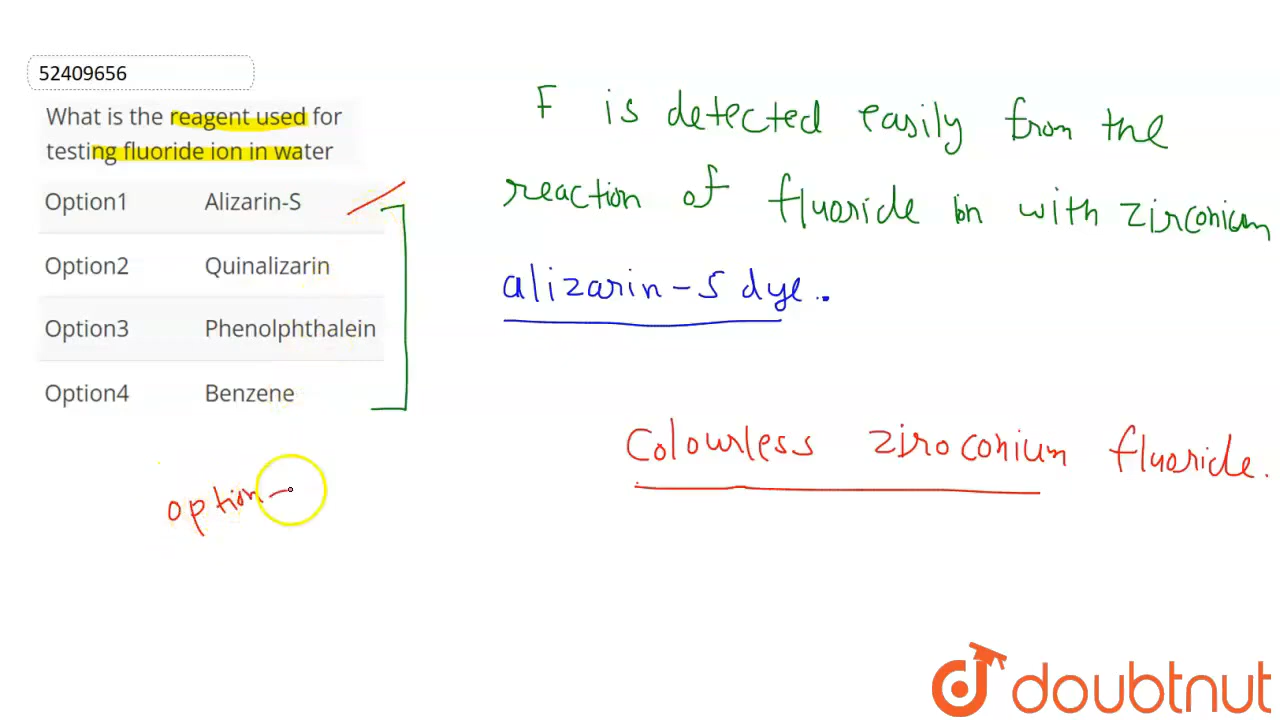 52409656
What is the reagent used for
testing fluoride ion in water
Option1 Alizarin-S
Option2 Quinalizarin
Option3 Phenolphthalein
Option4 Benzene
F is detected easily from the
reaction of fluoride ion with zirconium
alizarin-S dye.
Colourless ziroconium fluoride.
option-
doubtnut